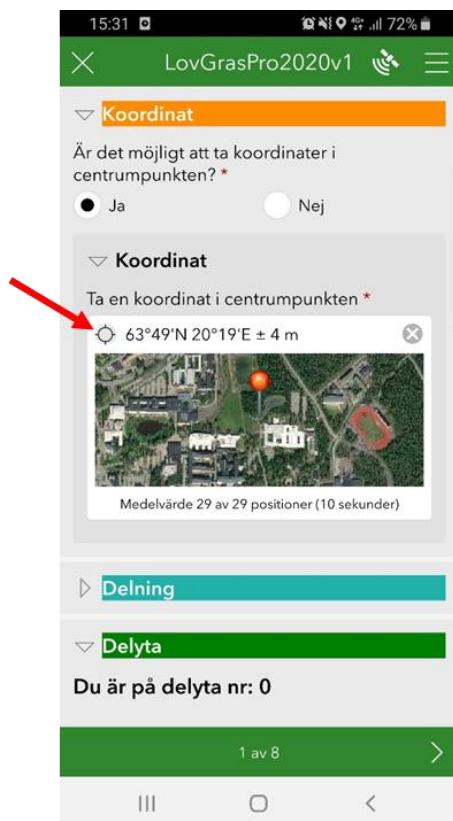 15:31 72%
LovGrasPro2020v1
Koordinat
Är det möjligt att ta koordinater i
centrumpunkten? *
Ja Nej
Koordinat
Ta en koordinat i centrumpunkten *
63°49'N 20°19'E ± 4 m
Medelvärde 29 av 29 positioner (10 sekunder)
Delning
Delyta
Du är på delyta nr: 0
1 av 8